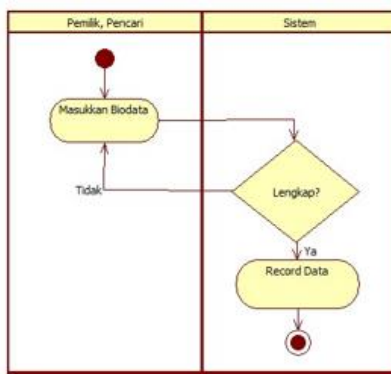 Pemilik, Pencari
Sistem
Masukkan Biodata
Lengkap?
Tidak
Ya
Record Data